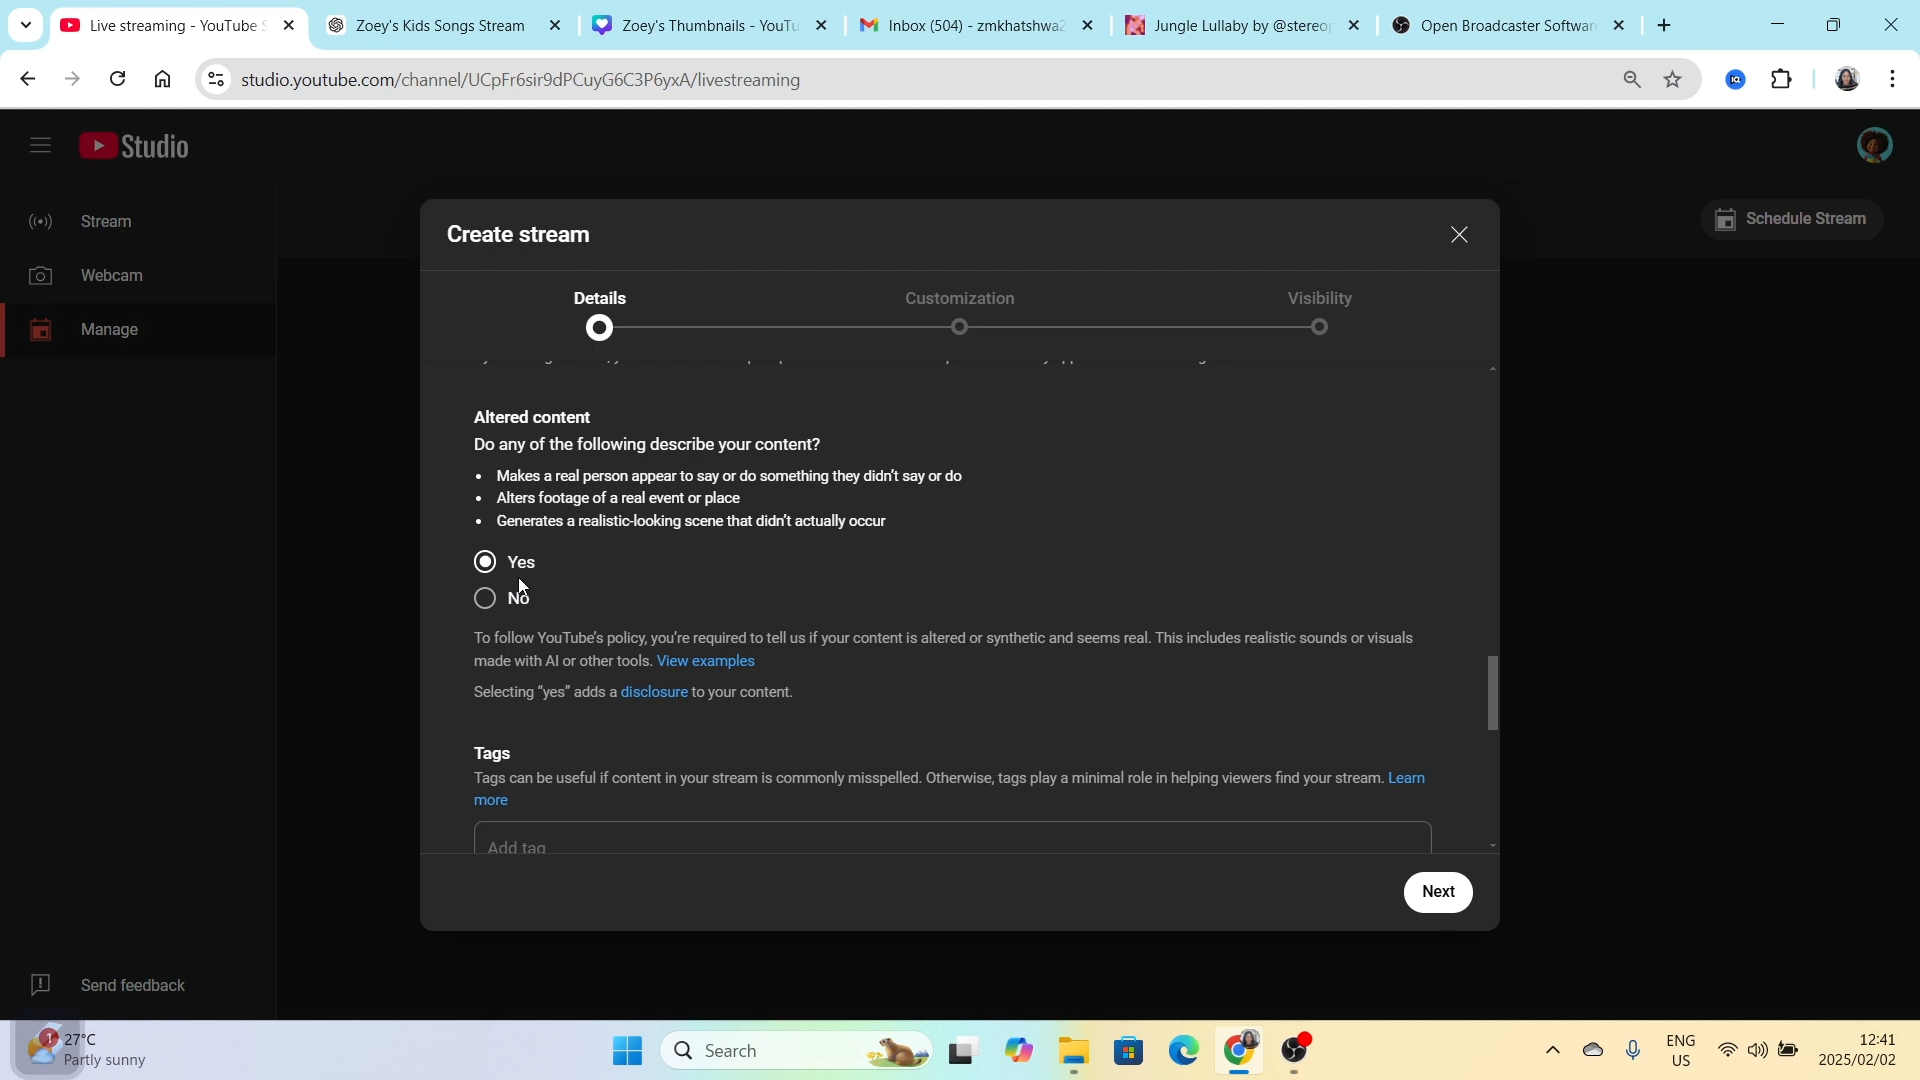 Live streaming - YouTube S
Zoey's Kids Songs Stream
Zoey's Thumbnails - YouTu
Inbox (504) - zmkhatshwa2
Jungle Lullaby by @stereop
Open Broadcaster Softwar
studio.youtube.com/channel/UCpFr6sir9dPCuyG6C3P6yxA/livestreaming
Studio
Stream
Webcam
Manage
Send feedback
Schedule Stream
Create stream
Details
Customization
Visibility
Altered content
Do any of the following describe your content?
• Makes a real person appear to say or do something they didn't say or do
• Alters footage of a real event or place
• Generates a realistic-looking scene that didn't actually occur
Yes
No
To follow YouTube's policy, you're required to tell us if your content is altered or synthetic and seems real. This includes realistic sounds or visuals
made with AI or other tools. View examples
Selecting “yes” adds a disclosure to your content.
Tags
Tags can be useful if content in your stream is commonly misspelled. Otherwise, tags play a minimal role in helping viewers find your stream. Learn
more
Add tag
Next
1
27°C
Partly sunny
Search
ENG
US
12:41
2025/02/02